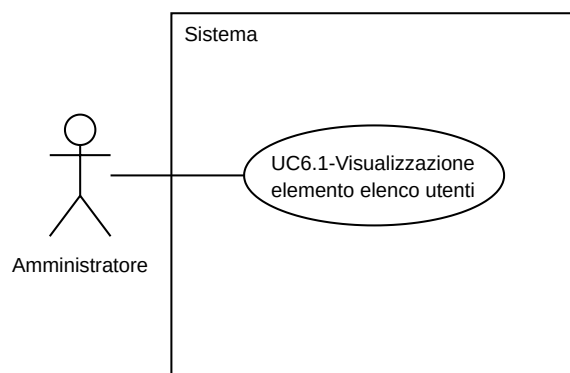 Sistema
UC6.1-Visualizzazione
elemento elenco utenti
Amministratore